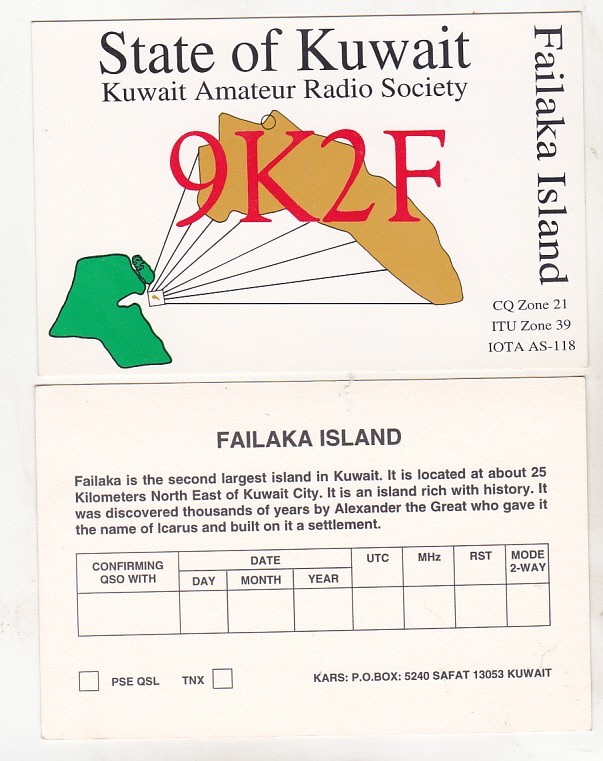 State of Kuwait
Kuwait Amateur Radio Society
9K2F
Failaka Island
CQ Zone 21
ITU Zone 39
IOTA AS-118
FAILAKA ISLAND
Failaka is the second largest island in Kuwait. It is located at about 25
Kilometers North East of Kuwait City. It is an island rich with history. It
was discovered thousands of years by Alexander the Great who gave it
the name of Icarus and built on it a settlement.
CONFIRMING
QSO WITH
DATE
DAY MONTH YEAR
UTC
MHz
RST
MODE
2-WAY
PSE QSL TNX
KARS: P.O.BOX: 5240 SAFAT 13053 KUWAIT